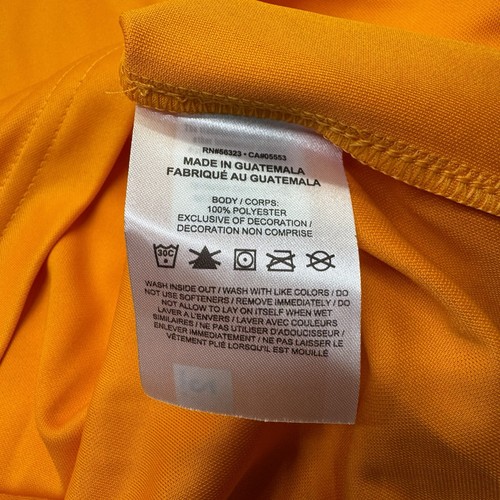 RN#56323 • CA#05553
MADE IN GUATEMALA
FABRIQUÉ AU GUATEMALA
BODY / CORPS:
100% POLYESTER
EXCLUSIVE OF DECORATION /
DECORATION NON COMPRISE
30C
WASH INSIDE OUT / WASH WITH LIKE COLORS / DO
NOT USE SOFTENERS / REMOVE IMMEDIATELY / DO
NOT ALLOW TO LAY ON ITSELF WHEN WET
LAVER A L'ENVERS / LAVER AVEC COULEURS
SIMILAIRES / NE PAS UTILISER D'ADOUCISSEUR /
ENLEVER IMMÉDIATEMENT / NE PAS LAISSER LE
VÊTEMENT PLIÉ LORSQU'IL EST MOUILLÉ